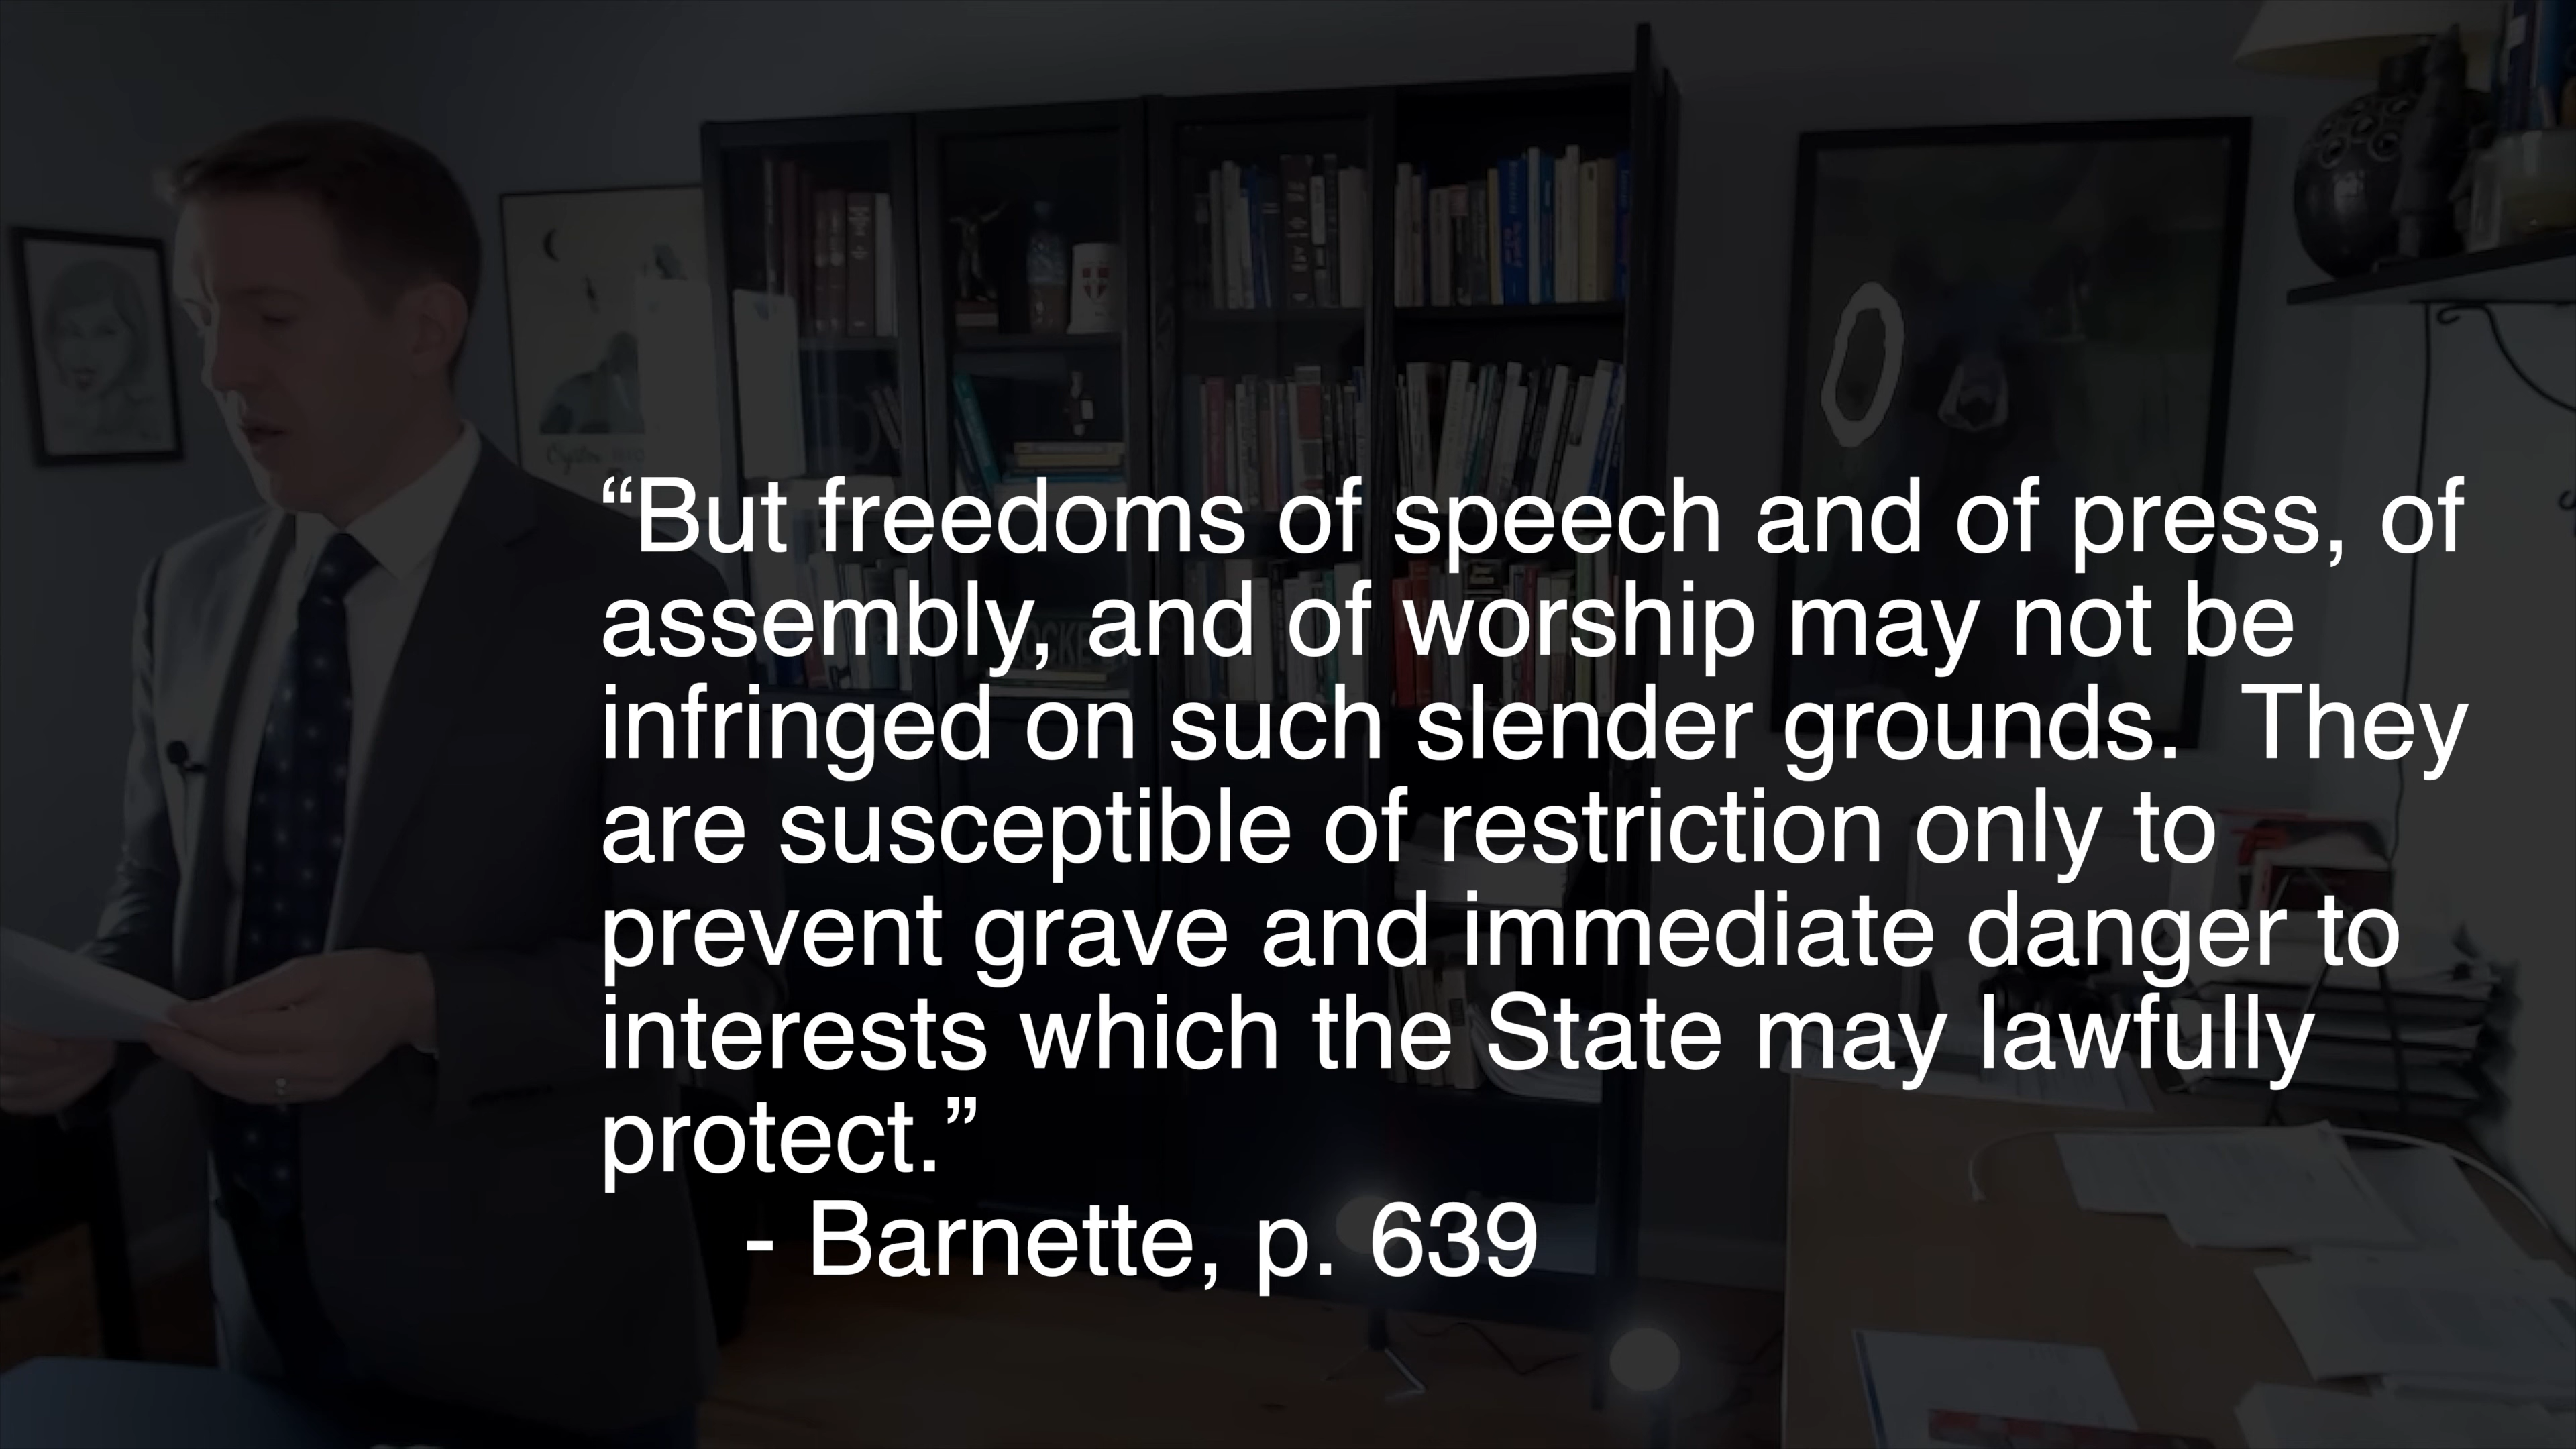 “But freedoms of speech and of press, of
assembly, and of worship may not be
infringed on such slender grounds.  They
are susceptible of restriction only to
prevent grave and immediate danger to
interests which the State may lawfully
protect.”
- Barnette, p. 639